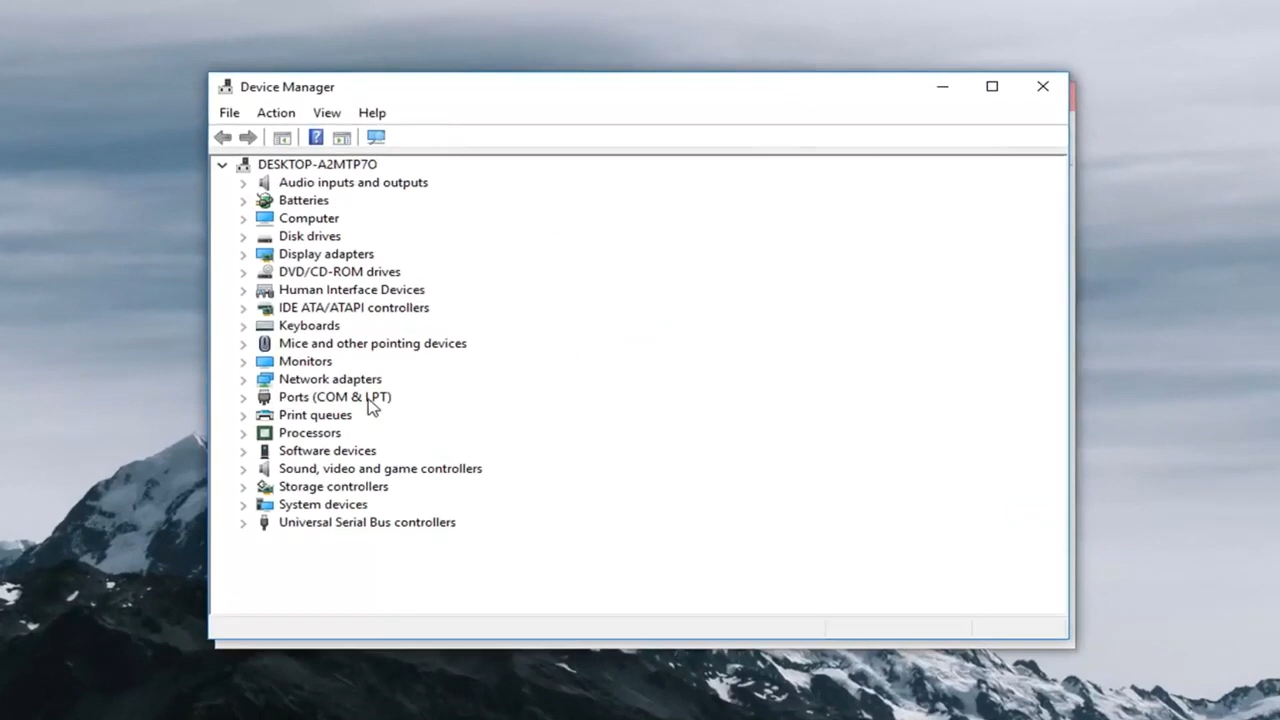 Device Manager
File Action View Help
DESKTOP-A2MTP7O
Audio inputs and outputs
Batteries
Computer
Disk drives
Display adapters
DVD/CD-ROM drives
Human Interface Devices
IDE ATA/ATAPI controllers
Keyboards
Mice and other pointing devices
Monitors
Network adapters
Ports (COM & LPT)
Print queues
Processors
Software devices
Sound, video and game controllers
Storage controllers
System devices
Universal Serial Bus controllers